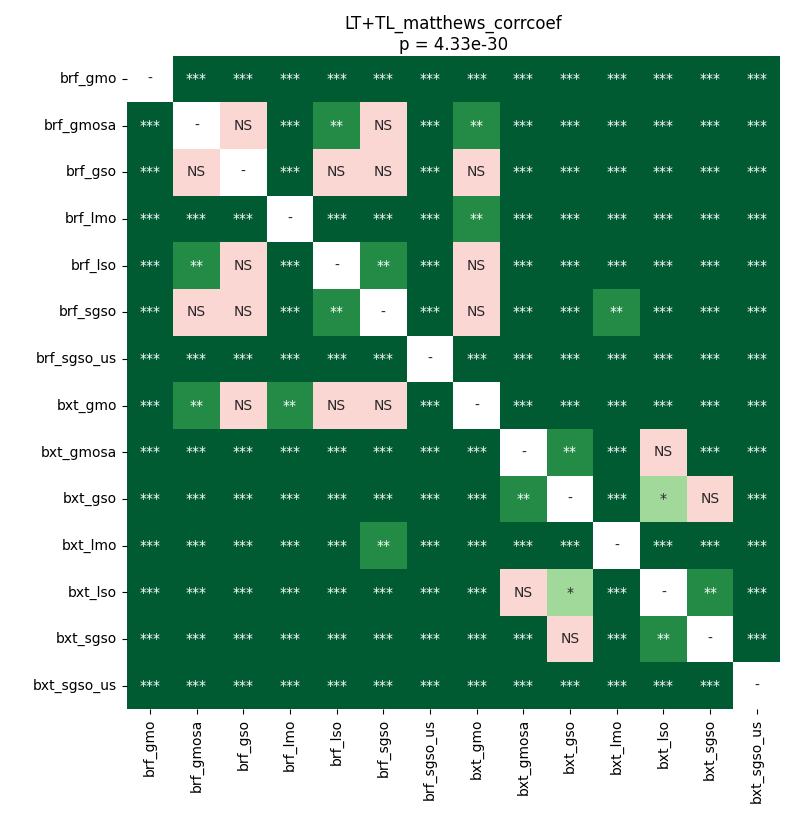 LT+TL_matthews_corrcoef
p = 4.33e-30
brf_gmo - *** *** *** *** *** *** *** *** *** *** *** *** ***
brf_gmosa *** - NS *** ** NS *** ** *** *** *** *** *** ***
brf_gso *** NS - *** NS NS *** NS *** *** *** *** *** ***
brf_lmo *** *** *** - *** *** *** ** *** *** *** *** *** ***
brf_lso *** ** NS *** - ** *** NS *** *** *** *** *** ***
brf_sgso *** NS NS *** ** - *** NS *** *** ** *** *** ***
brf_sgso_us *** *** *** *** *** *** - *** *** *** *** *** *** ***
bxt_gmo *** ** NS ** NS NS *** - *** *** *** *** *** ***
bxt_gmosa *** *** *** *** *** *** *** *** - ** *** NS *** ***
bxt_gso *** *** *** *** *** *** *** *** ** - *** * NS ***
bxt_lmo *** *** *** *** *** ** *** *** *** *** - *** *** ***
bxt_lso *** *** *** *** *** *** *** *** NS * *** - ** ***
bxt_sgso *** *** *** *** *** *** *** *** *** NS *** ** - ***
bxt_sgso_us *** *** *** *** *** *** *** *** *** *** *** *** *** -
brf_gmo
brf_gmosa
brf_gso
brf_lmo
brf_lso
brf_sgso
brf_sgso_us
bxt_gmo
bxt_gmosa
bxt_gso
bxt_lmo
bxt_lso
bxt_sgso
bxt_sgso_us